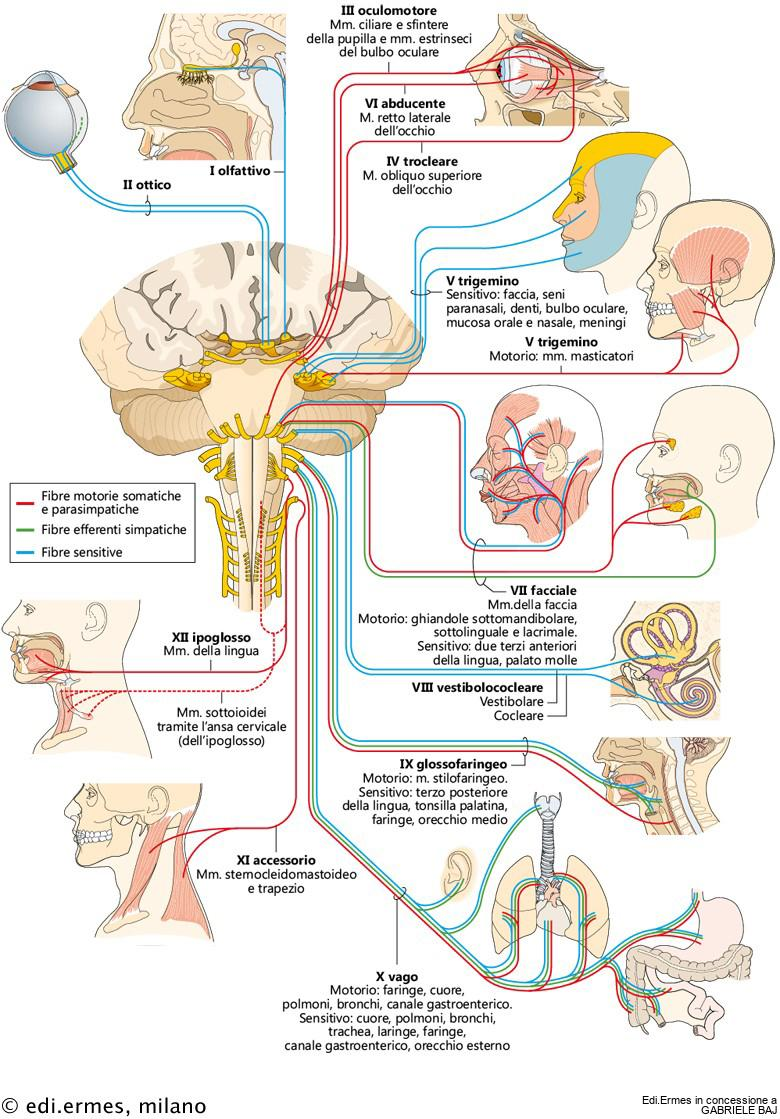 III oculomotore
Mm. ciliare e sfintere
della pupilla e mm. estrinseci
del bulbo oculare
VI abducente
M. retto laterale
dell'occhio
I olfattivo
IV trocleare
M. obliquo superiore
dell'occhio
II ottico
V trigemino
Sensitivo: faccia, seni
paranasali, denti, bulbo oculare,
mucosa orale e nasale, meningi
V trigemino
Motorio: mm. masticatori
Fibre motorie somatiche
e parasimpatiche
Fibre efferenti simpatiche
Fibre sensitive
VII facciale
Mm.della faccia
Motorio: ghiandole sottomandibolare,
sottolinguale e lacrimale.
Sensitivo: due terzi anteriori
della lingua, palato molle
XII ipoglosso
Mm. della lingua
VIII vestibolococleare
Vestibolare
Cocleare
Mm. sottoioidei
tramite l'ansa cervicale
(dell'ipoglosso)
IX glossofaringeo
Motorio: m. stilofaringeo.
Sensitivo: terzo posteriore
della lingua, tonsilla palatina,
faringe, orecchio medio
XI accessorio
Mm. sternocleidomastoideo
e trapezio
X vago
Motorio: faringe, cuore,
polmoni, bronchi, canale gastroenterico.
Sensitivo: cuore, polmoni, bronchi,
trachea, laringe, faringe,
canale gastroenterico, orecchio esterno
© edi.ermes, milano
Edi.Ermes in concessione a
GABRIELE BAJ